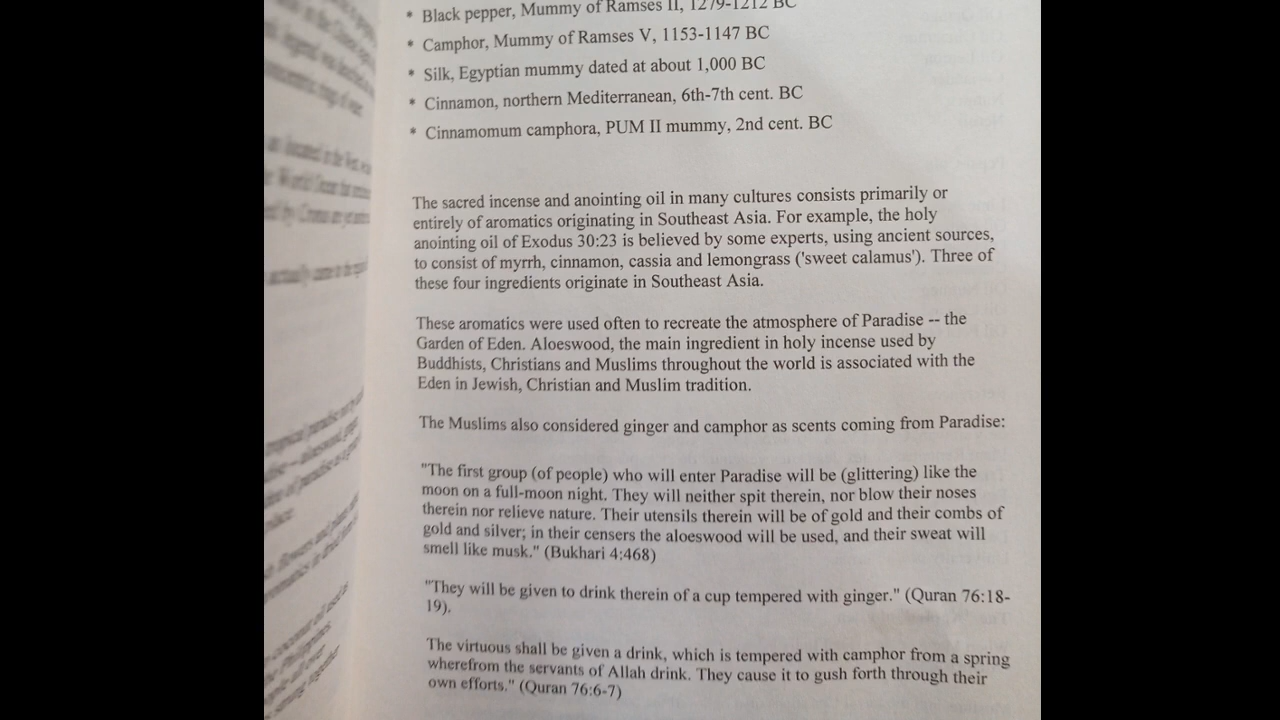 * Black pepper, Mummy of Ramses II, 1279-1212 BC
* Camphor, Mummy of Ramses V, 1153-1147 BC
* Silk, Egyptian mummy dated at about 1,000 BC
* Cinnamon, northern Mediterranean, 6th-7th cent. BC
* Cinnamomum camphora, PUM II mummy, 2nd cent. BC
The sacred incense and anointing oil in many cultures consists primarily or
entirely of aromatics originating in Southeast Asia. For example, the holy
anointing oil of Exodus 30:23 is believed by some experts, using ancient sources,
to consist of myrrh, cinnamon, cassia and lemongrass ('sweet calamus'). Three of
these four ingredients originate in Southeast Asia.
These aromatics were used often to recreate the atmosphere of Paradise -- the
Garden of Eden. Aloeswood, the main ingredient in holy incense used by
Buddhists, Christians and Muslims throughout the world is associated with the
Eden in Jewish, Christian and Muslim tradition.
The Muslims also considered ginger and camphor as scents coming from Paradise:
"The first group (of people) who will enter Paradise will be (glittering) like the
moon on a full-moon night. They will neither spit therein, nor blow their noses
therein nor relieve nature. Their utensils therein will be of gold and their combs of
gold and silver; in their censers the aloeswood will be used, and their sweat will
smell like musk." (Bukhari 4:468)
"They will be given to drink therein of a cup tempered with ginger." (Quran 76:18-
19).
The virtuous shall be given a drink, which is tempered with camphor from a spring
wherefrom the servants of Allah drink. They cause it to gush forth through their
own efforts." (Quran 76:6-7)